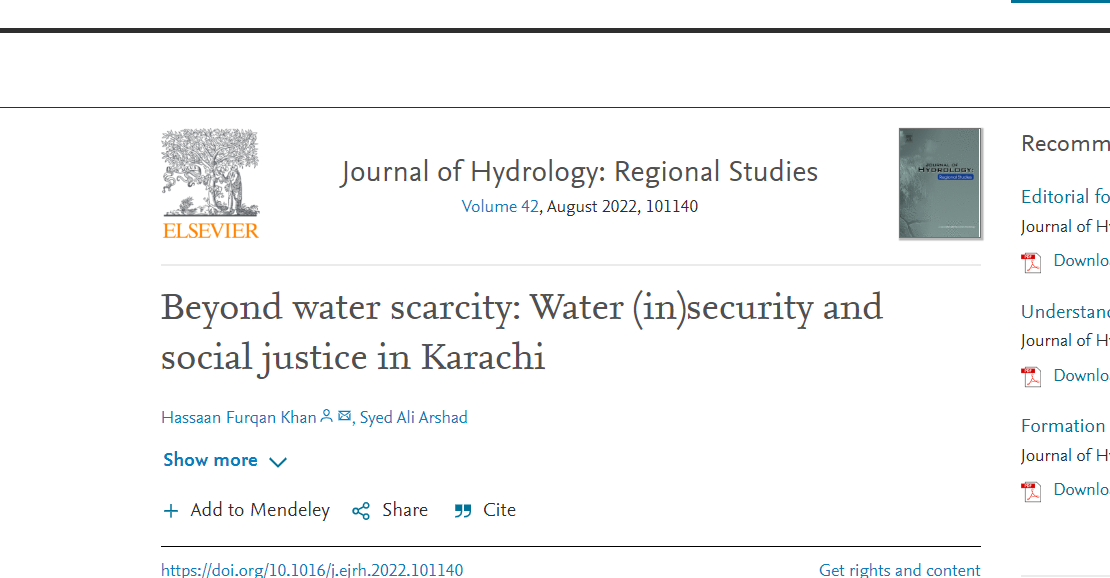 ELSEVIER
Journal of Hydrology: Regional Studies
Volume 42, August 2022, 101140
JOURNAL OF
HYDROLOGY:
Regional Studies
Beyond water scarcity: Water (in)security and
social justice in Karachi
Hassaan Furqan Khan, Syed Ali Arshad
Show more
Add to Mendeley Share Cite
https://doi.org/10.1016/j.ejrh.2022.101140 Get rights and content
Recomm
Editorial fo
Journal of H
PDF Downlo
Understand
Journal of H
PDF Downlo
Formation
Journal of H
PDF Downlo